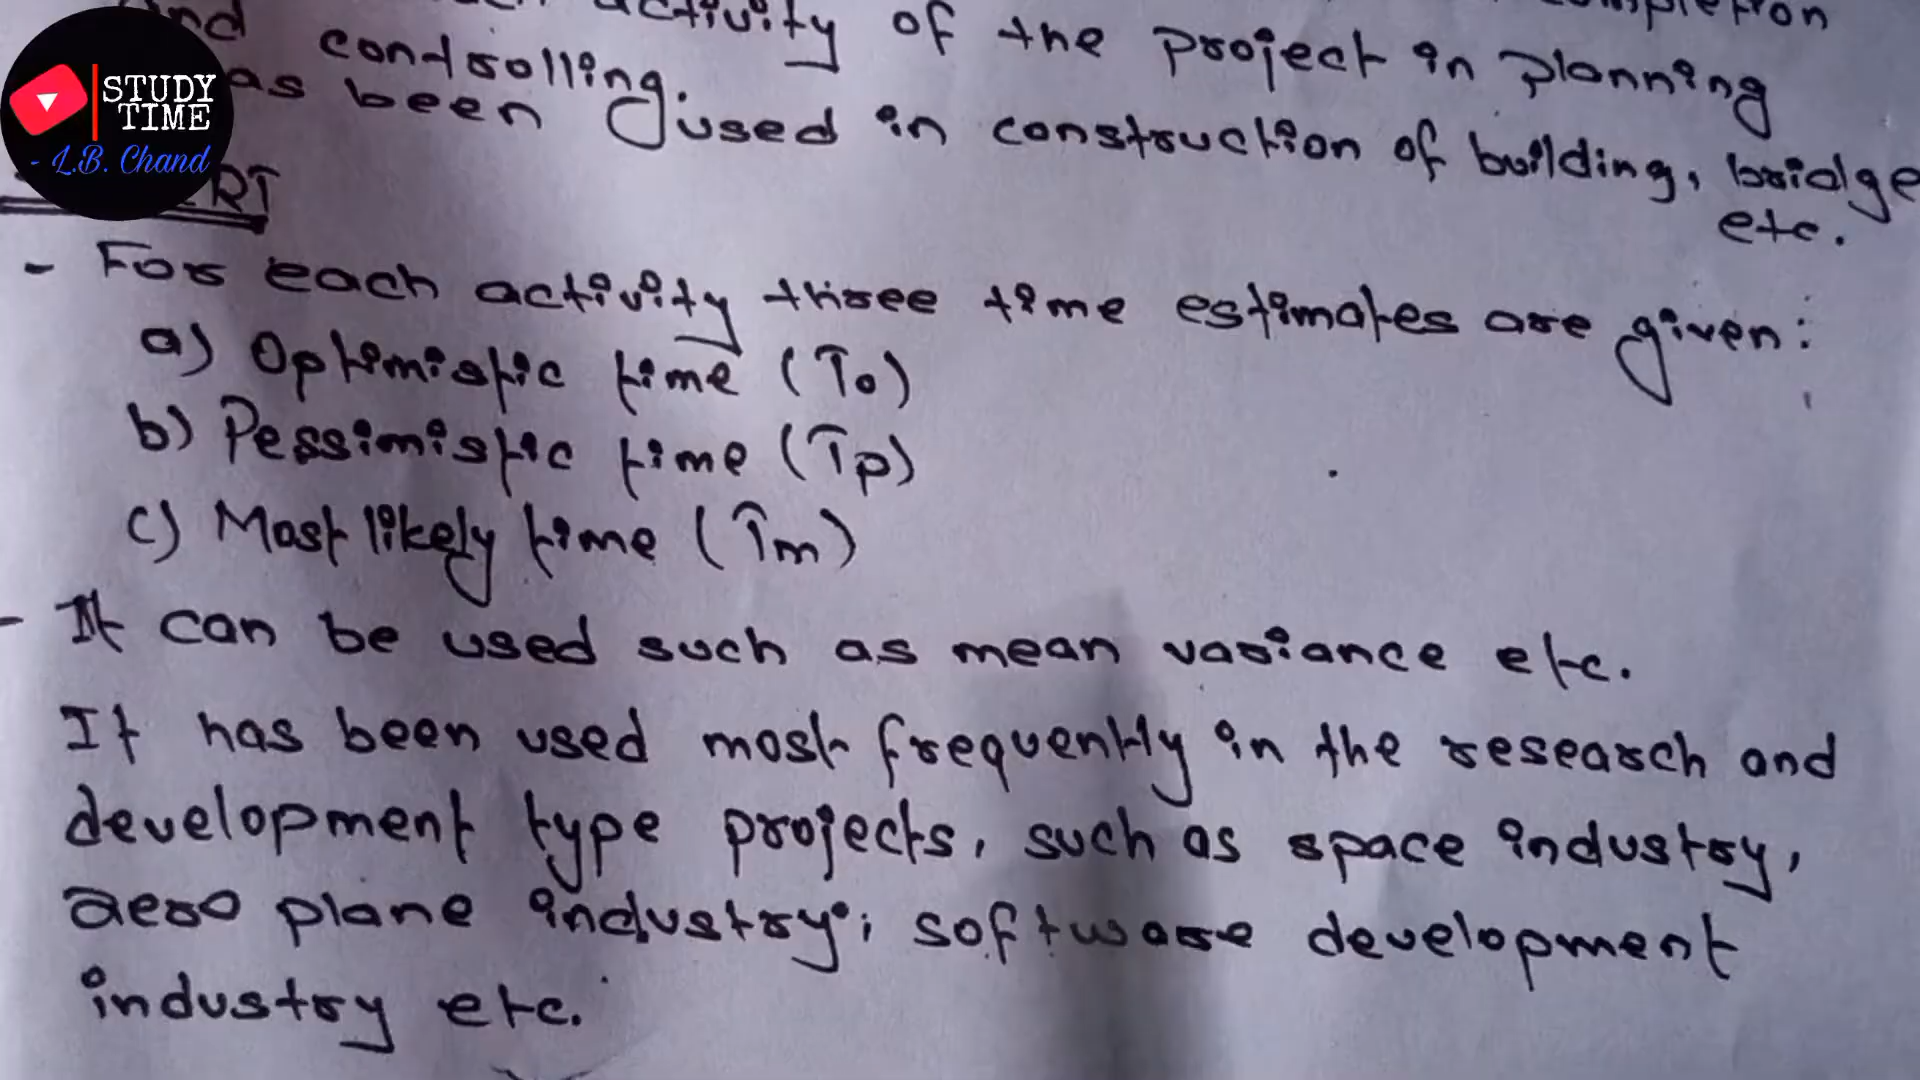 activity of the project in planning
and controlling.
as been used in construction of building, bridge
etc.
STUDY
TIME
- L.B. Chand
- For each activity three time estimates are given:
a) Optimistic time (To)
b) Pessimistic time (Tp)
c) Most likely time (Tm)
- It can be used such as mean variance etc.
It has been used most frequently in the research and
development type projects, such as space industry,
aero plane industry, software development
industry etc.